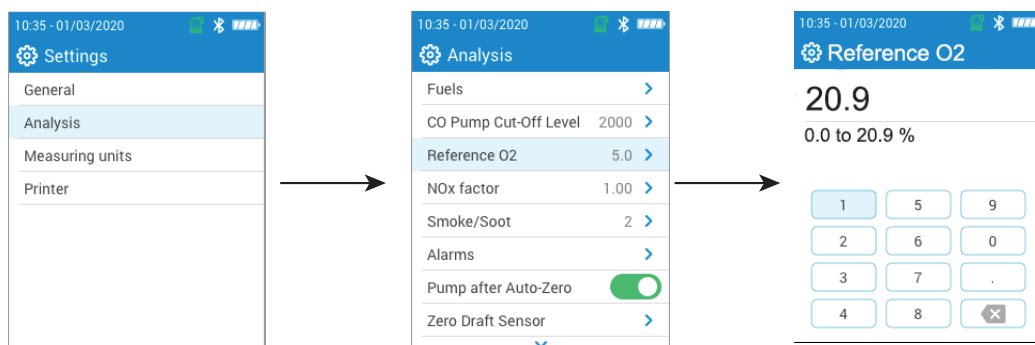 10:35 - 01/03/2020
Settings
General
Analysis
Measuring units
Printer
10:35 - 01/03/2020
Analysis
Fuels
CO Pump Cut-Off Level 2000
Reference O2 5.0
NOx factor 1.00
Smoke/Soot 2
Alarms
Pump after Auto-Zero
Zero Draft Sensor
10:35 - 01/03/2020
Reference O2
20.9
0.0 to 20.9 %
1 5 9
2 6 0
3 7 .
4 8